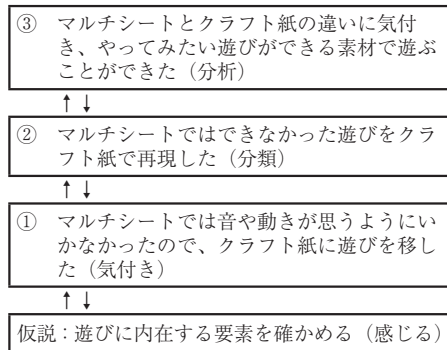 ③ マルチシートとクラフト紙の違いに気付
き、やってみたい遊びができる素材で遊ぶ
ことができた（分析）
↑↓
② マルチシートではできなかった遊びをクラ
フト紙で再現した（分類）
↑↓
① マルチシートでは音や動きが思うようにい
かなかったので、クラフト紙に遊びを移し
た（気付き）
↑↓
仮説：遊びに内在する要素を確かめる（感じる）